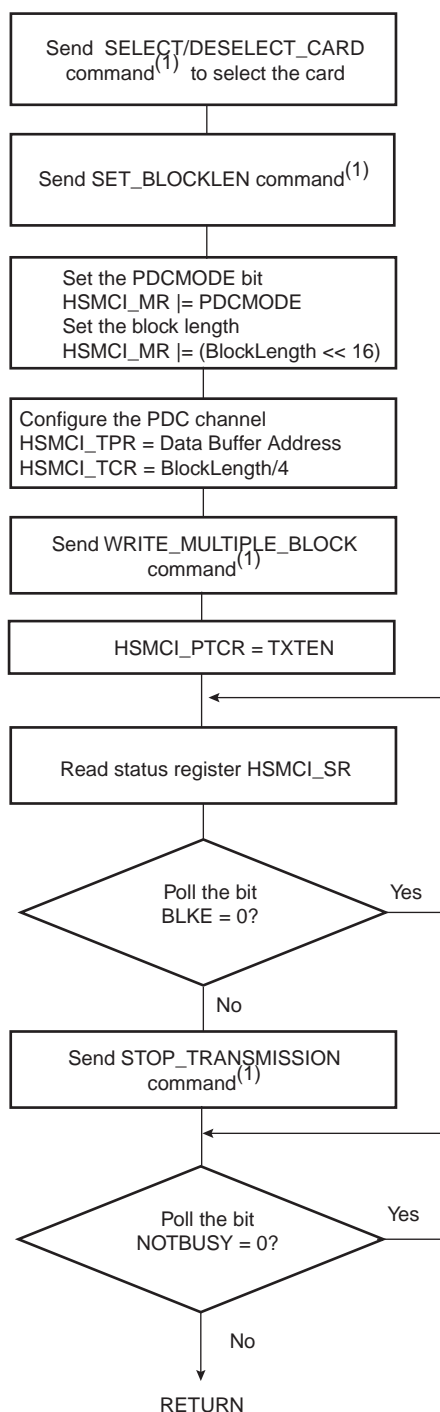 Send SELECT/DESELECT_CARD
command(1) to select the card
Send SET_BLOCKLEN command(1)
Set the PDCMODE bit
HSMCI_MR |= PDCMODE
Set the block length
HSMCI_MR |= (BlockLength << 16)
Configure the PDC channel
HSMCI_TPR = Data Buffer Address
HSMCI_TCR = BlockLength/4
Send WRITE_MULTIPLE_BLOCK
command(1)
HSMCI_PTCR = TXTEN
Read status register HSMCI_SR
Poll the bit
BLKE = 0?
Yes
No
Send STOP_TRANSMISSION
command(1)
Poll the bit
NOTBUSY = 0?
Yes
No
RETURN